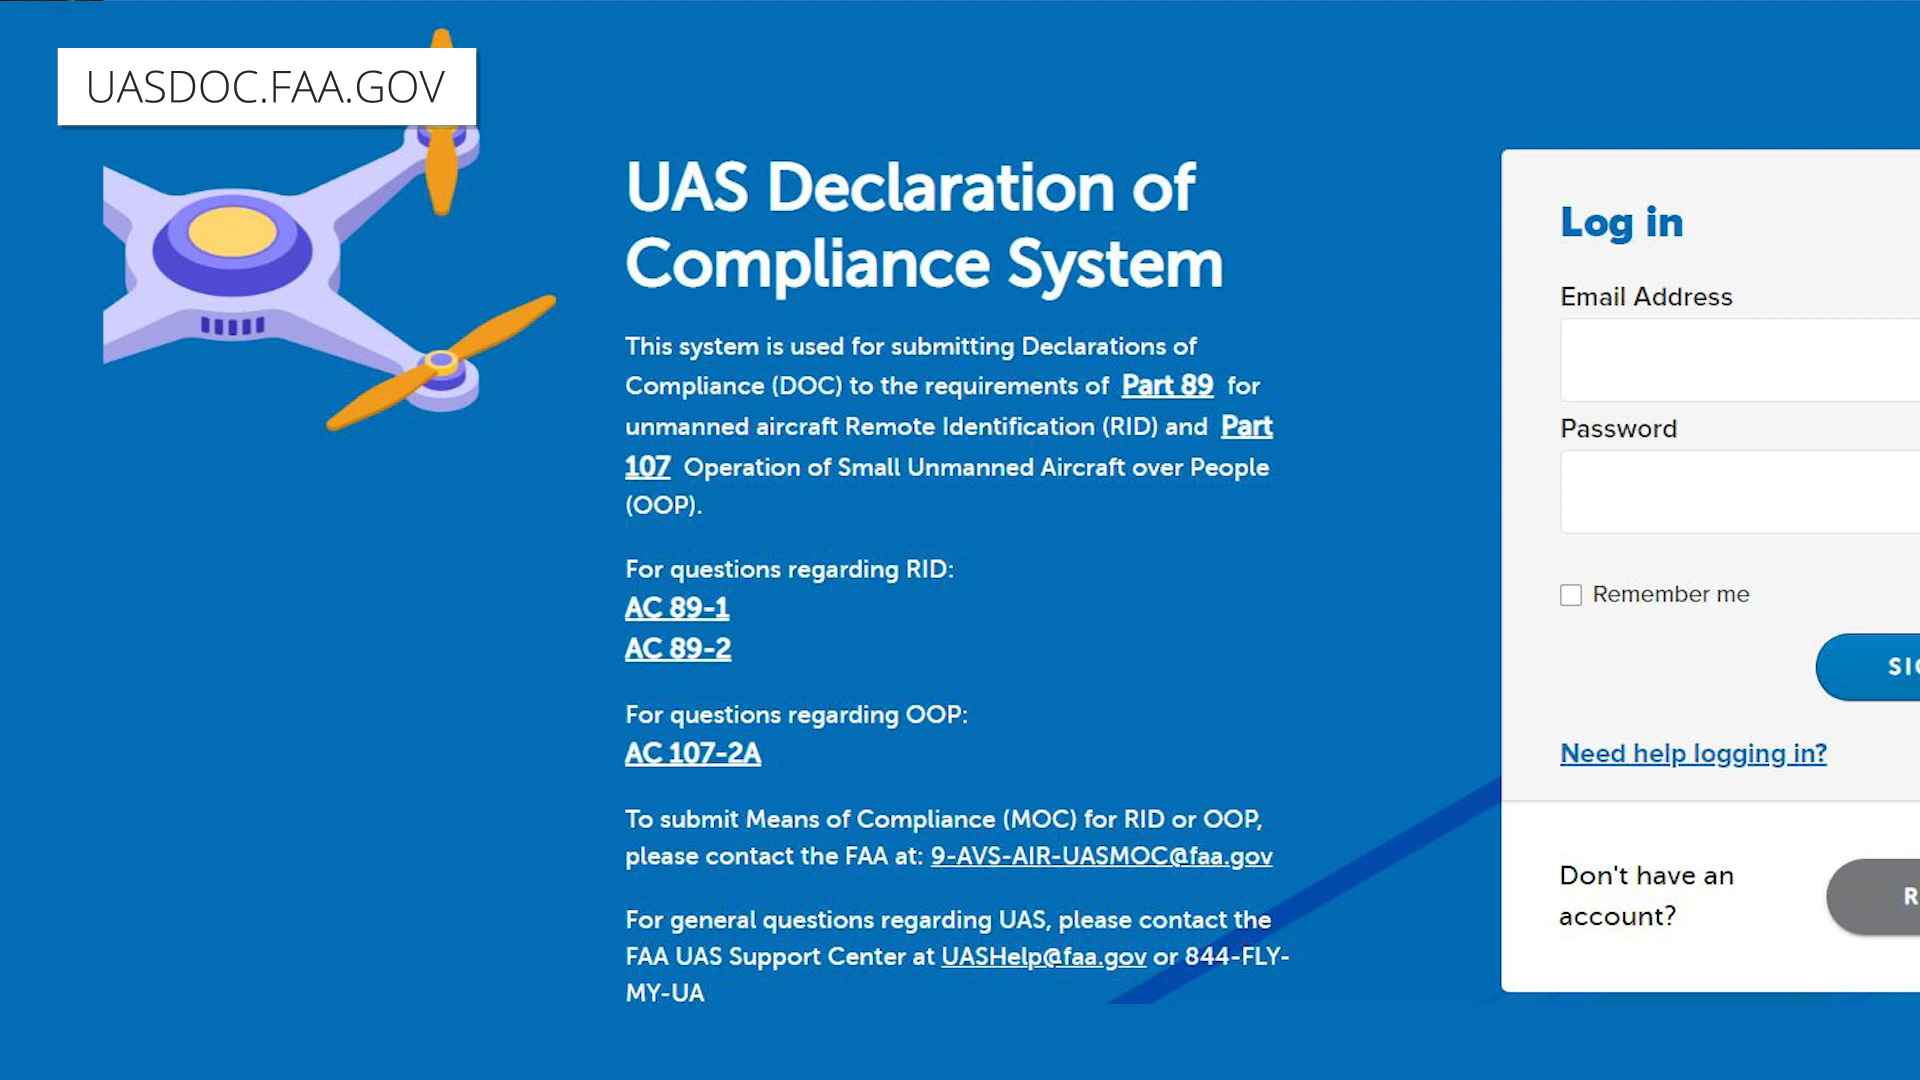 UASDOC.FAA.GOV
UAS Declaration of
Compliance System
This system is used for submitting Declarations of
Compliance (DOC) to the requirements of Part 89 for
unmanned aircraft Remote Identification (RID) and Part
107 Operation of Small Unmanned Aircraft over People
(OOP).
For questions regarding RID:
AC 89-1
AC 89-2
For questions regarding OOP:
AC 107-2A
To submit Means of Compliance (MOC) for RID or OOP,
please contact the FAA at: 9-AVS-AIR-UASMOC@faa.gov
For general questions regarding UAS, please contact the
FAA UAS Support Center at UASHelp@faa.gov or 844-FLY-
MY-UA
Log in
Email Address
Password
Remember me
Need help logging in?
Don't have an
account?